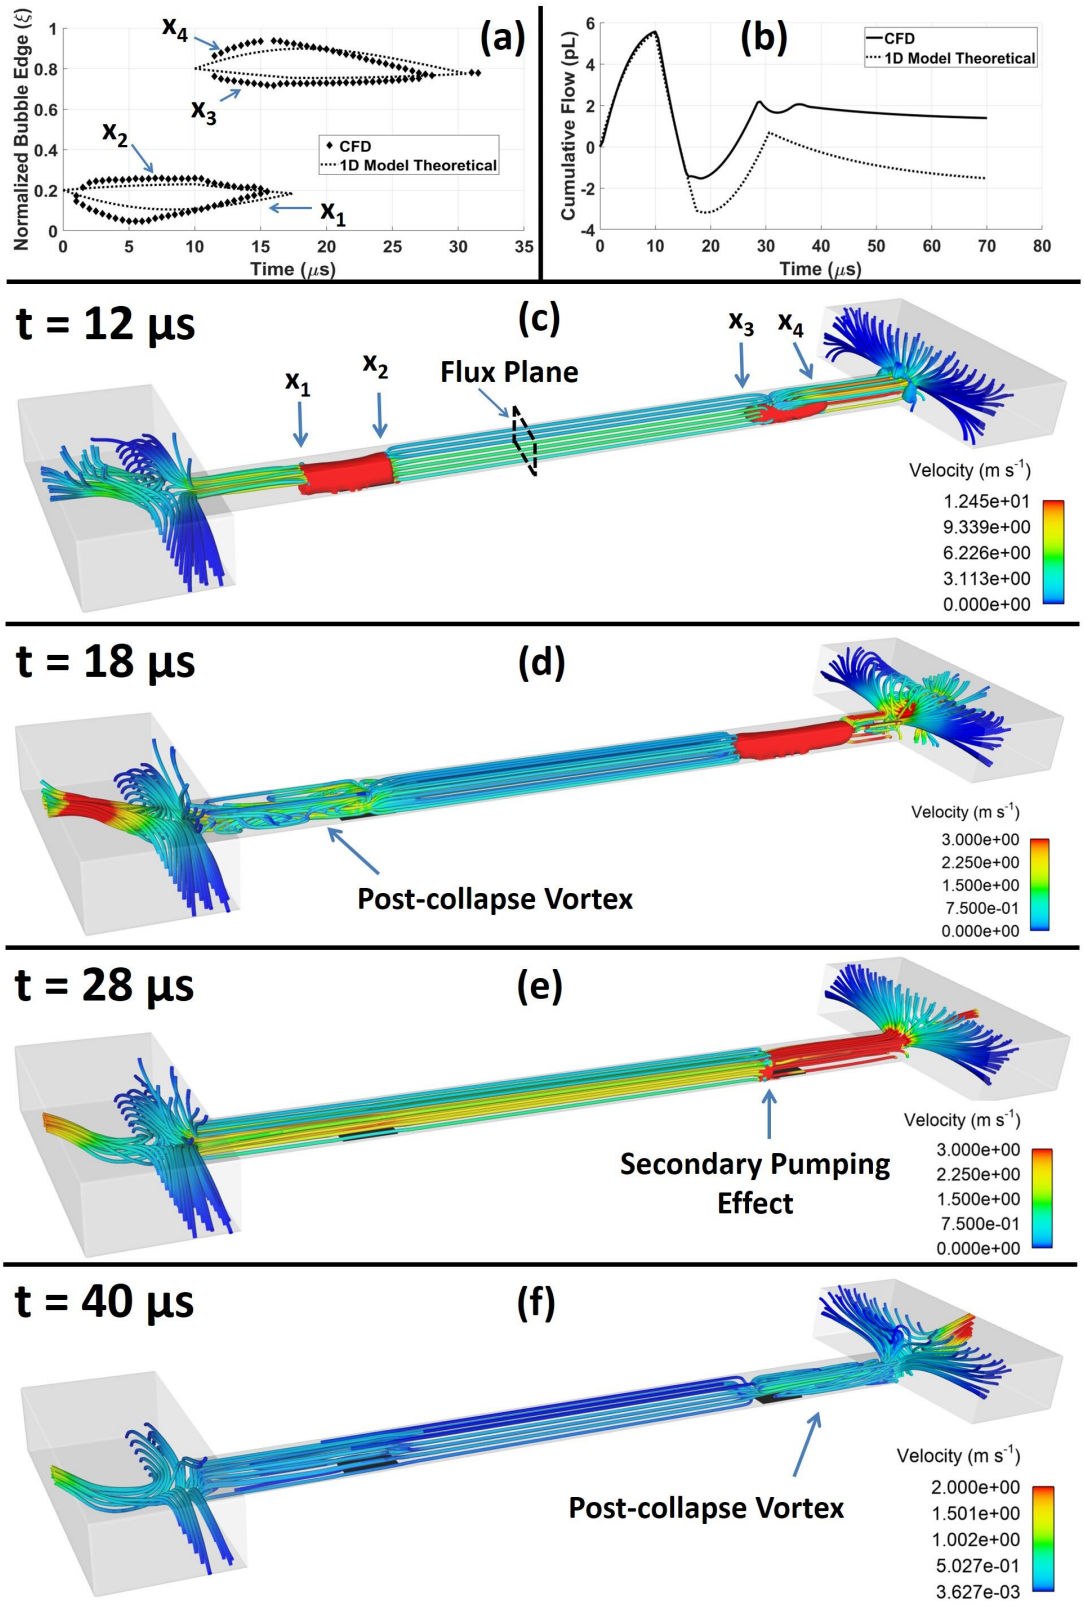 (a)
Normalized Bubble Edge (ξ)
1
0.8
0.6
0.4
0.2
0
x4
x3
x2
x1
CFD
1D Model Theoretical
0 5 10 15 20 25 30 35
Time (μs)
(b)
Cumulative Flow (pL)
6
4
2
0
-2
-4
CFD
1D Model Theoretical
0 10 20 30 40 50 60 70 80
Time (μs)
t = 12 μs
(c)
x1
x2
Flux Plane
x3
x4
Velocity (m s⁻¹)
1.245e+01
9.339e+00
6.226e+00
3.113e+00
0.000e+00
t = 18 μs
(d)
Post-collapse Vortex
Velocity (m s⁻¹)
3.000e+00
2.250e+00
1.500e+00
7.500e-01
0.000e+00
t = 28 μs
(e)
Secondary Pumping
Effect
Velocity (m s⁻¹)
3.000e+00
2.250e+00
1.500e+00
7.500e-01
0.000e+00
t = 40 μs
(f)
Post-collapse Vortex
Velocity (m s⁻¹)
2.000e+00
1.501e+00
1.002e+00
5.027e-01
3.627e-03